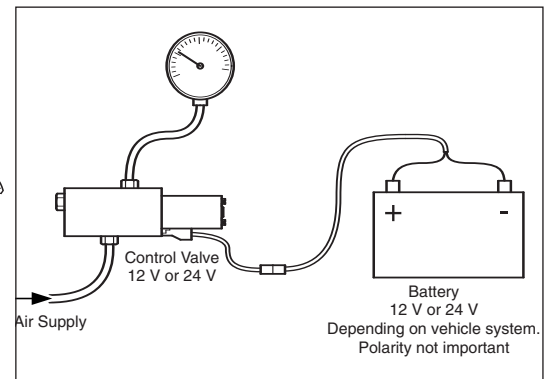 Control Valve
12 V or 24 V
Air Supply
+ -
Battery
12 V or 24 V
Depending on vehicle system.
Polarity not important